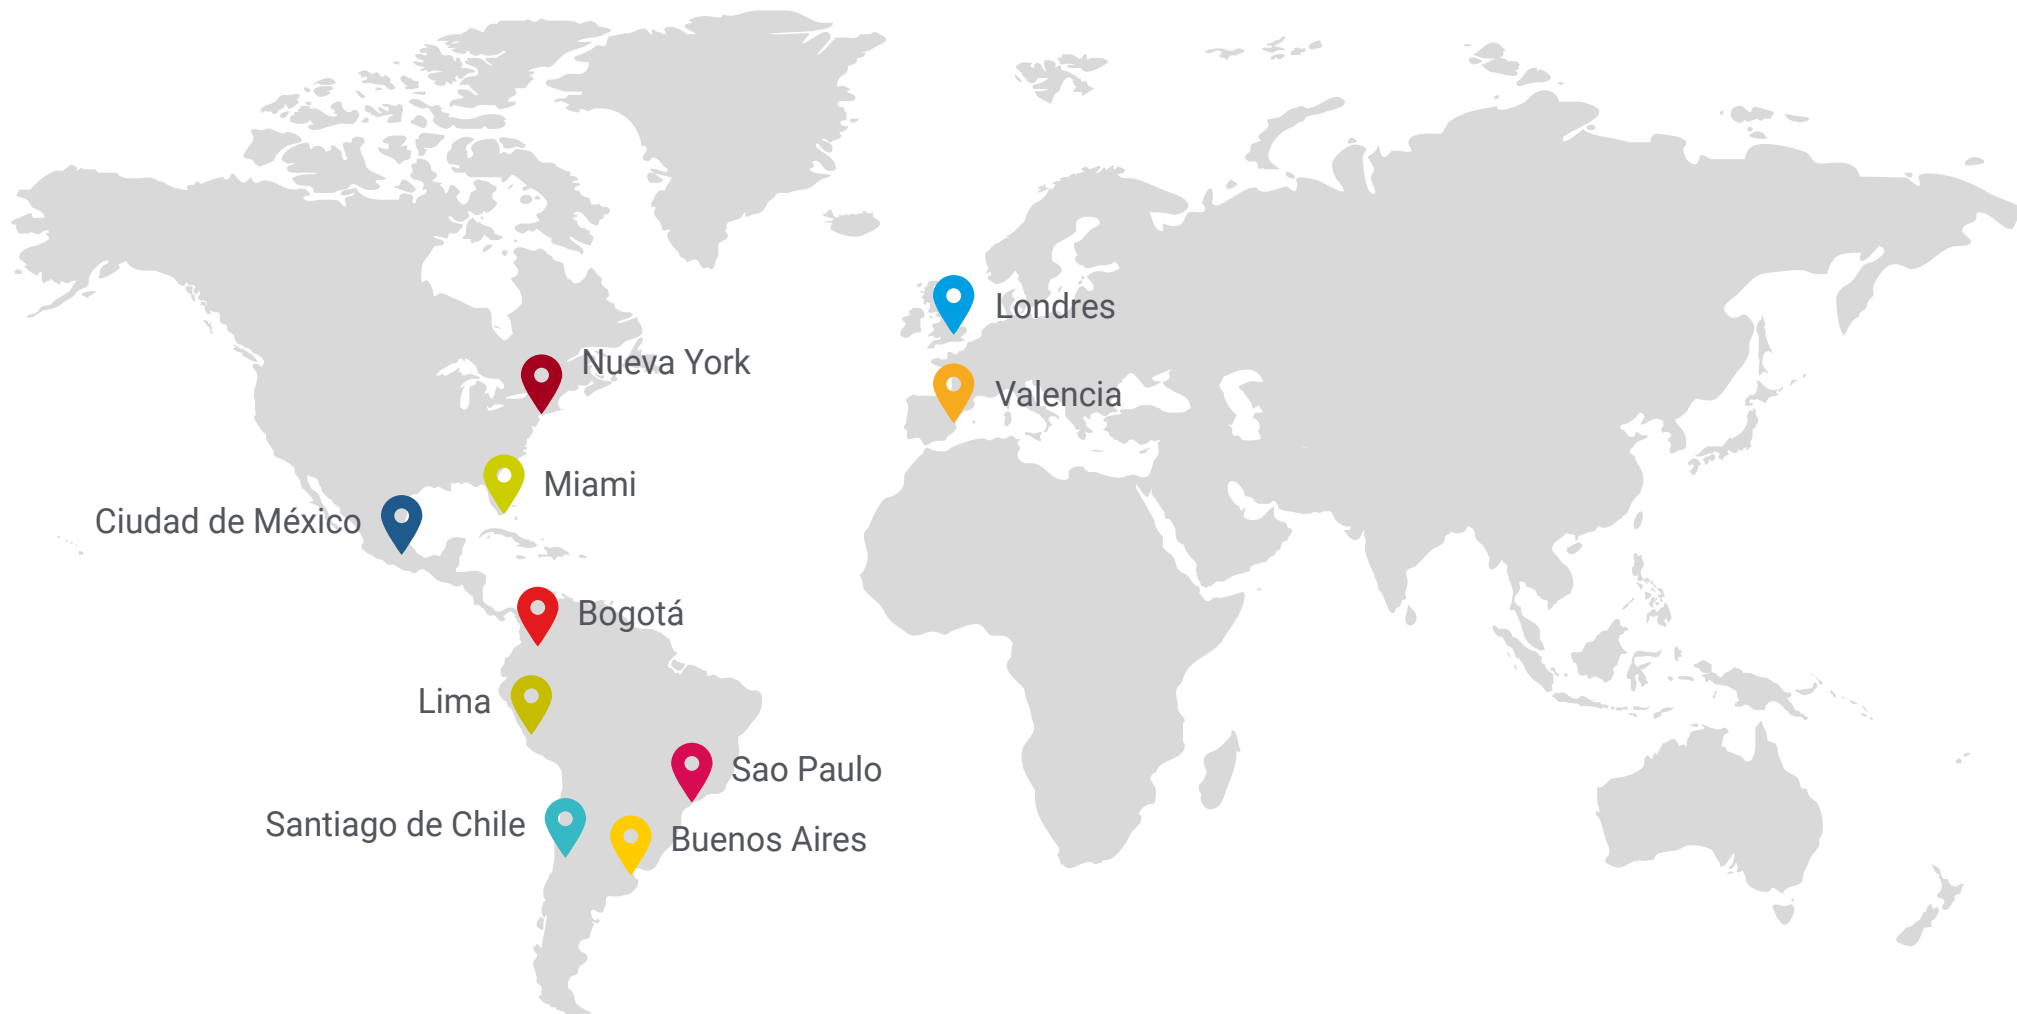 Londres
Nueva York
Valencia
Miami
Ciudad de México
Bogotá
Lima
Sao Paulo
Santiago de Chile
Buenos Aires